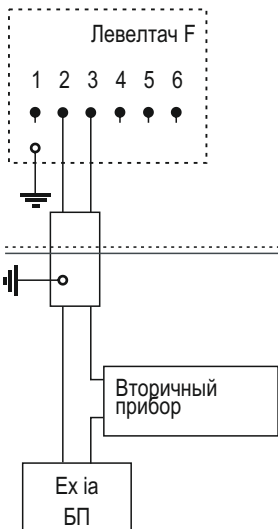 Левелтач F
1 2 3 4 5 6
Вторичный
прибор
Ex ia
БП